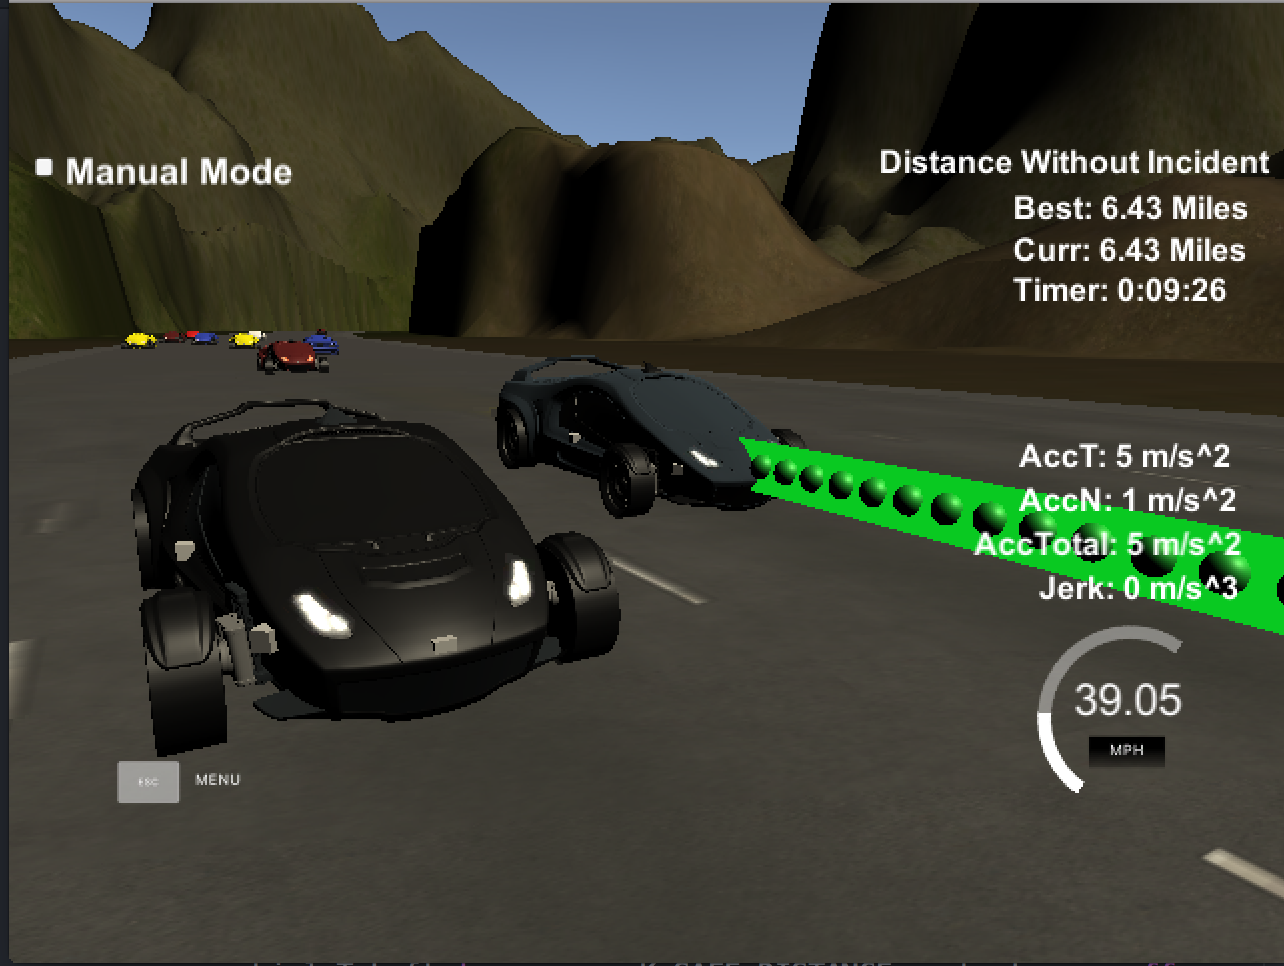 Manual Mode
Distance Without Incident
Best: 6.43 Miles
Curr: 6.43 Miles
Timer: 0:09:26
AccT: 5 m/s^2
AccN: 1 m/s^2
AccTotal: 5 m/s^2
Jerk: 0 m/s^3
39.05
MPH
ESC MENU